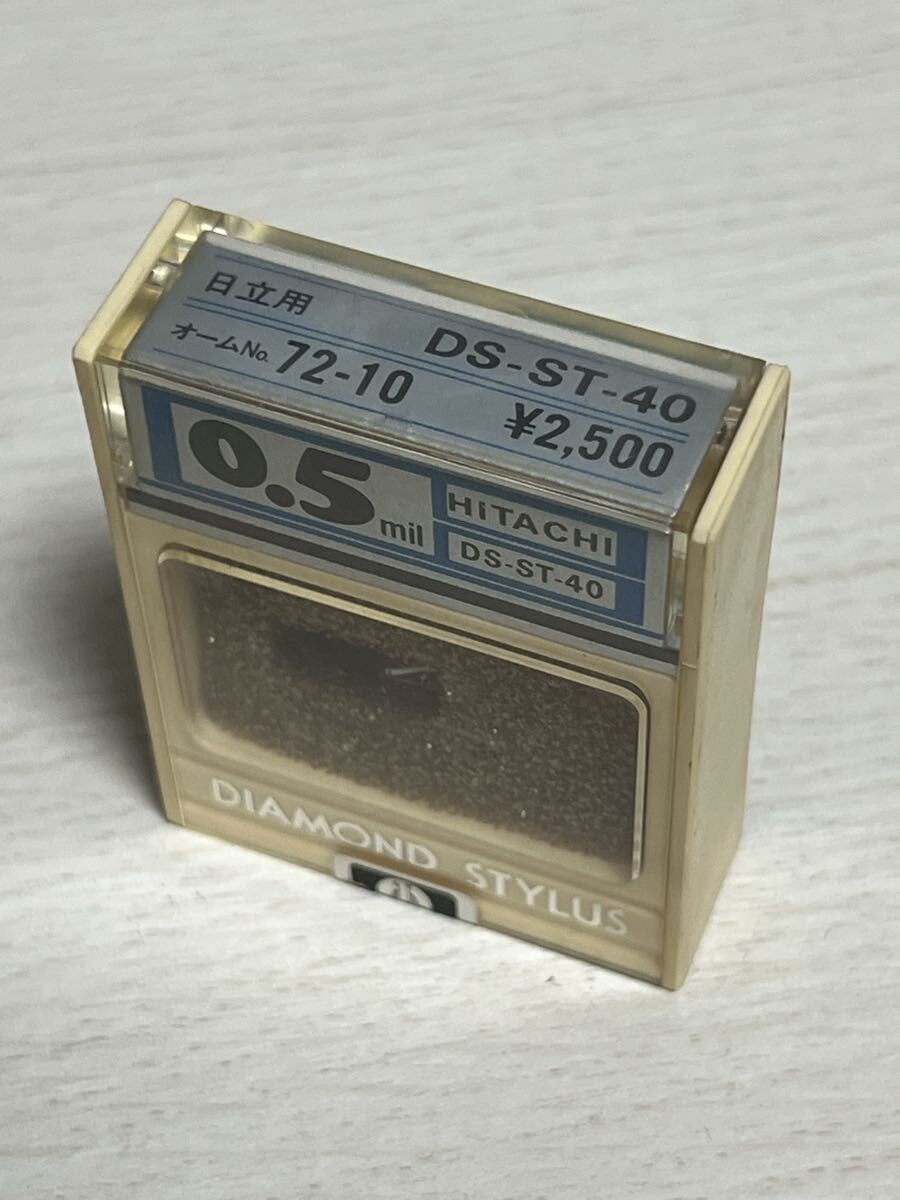 日立用 DS-ST-40
オームNo. 72-10 ¥2,500
0.5 mil
HiTACHI
DS-ST-40
DIAMOND STYLUS